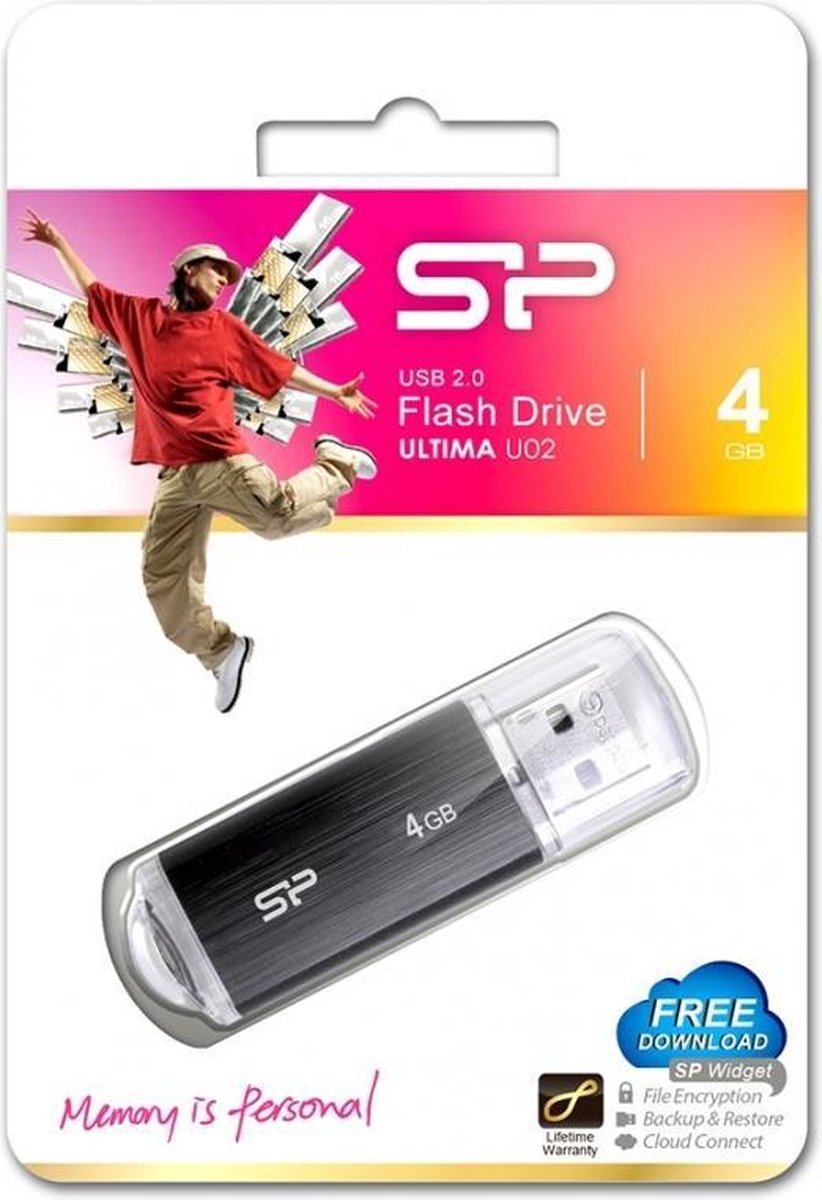 SP
USB 2.0
Flash Drive
ULTIMA U02
4
GB
4GB
SP
Memory is Personal
FREE
DOWNLOAD
SP Widget
File Encryption
Backup & Restore
Cloud Connect
Lifetime
Warranty